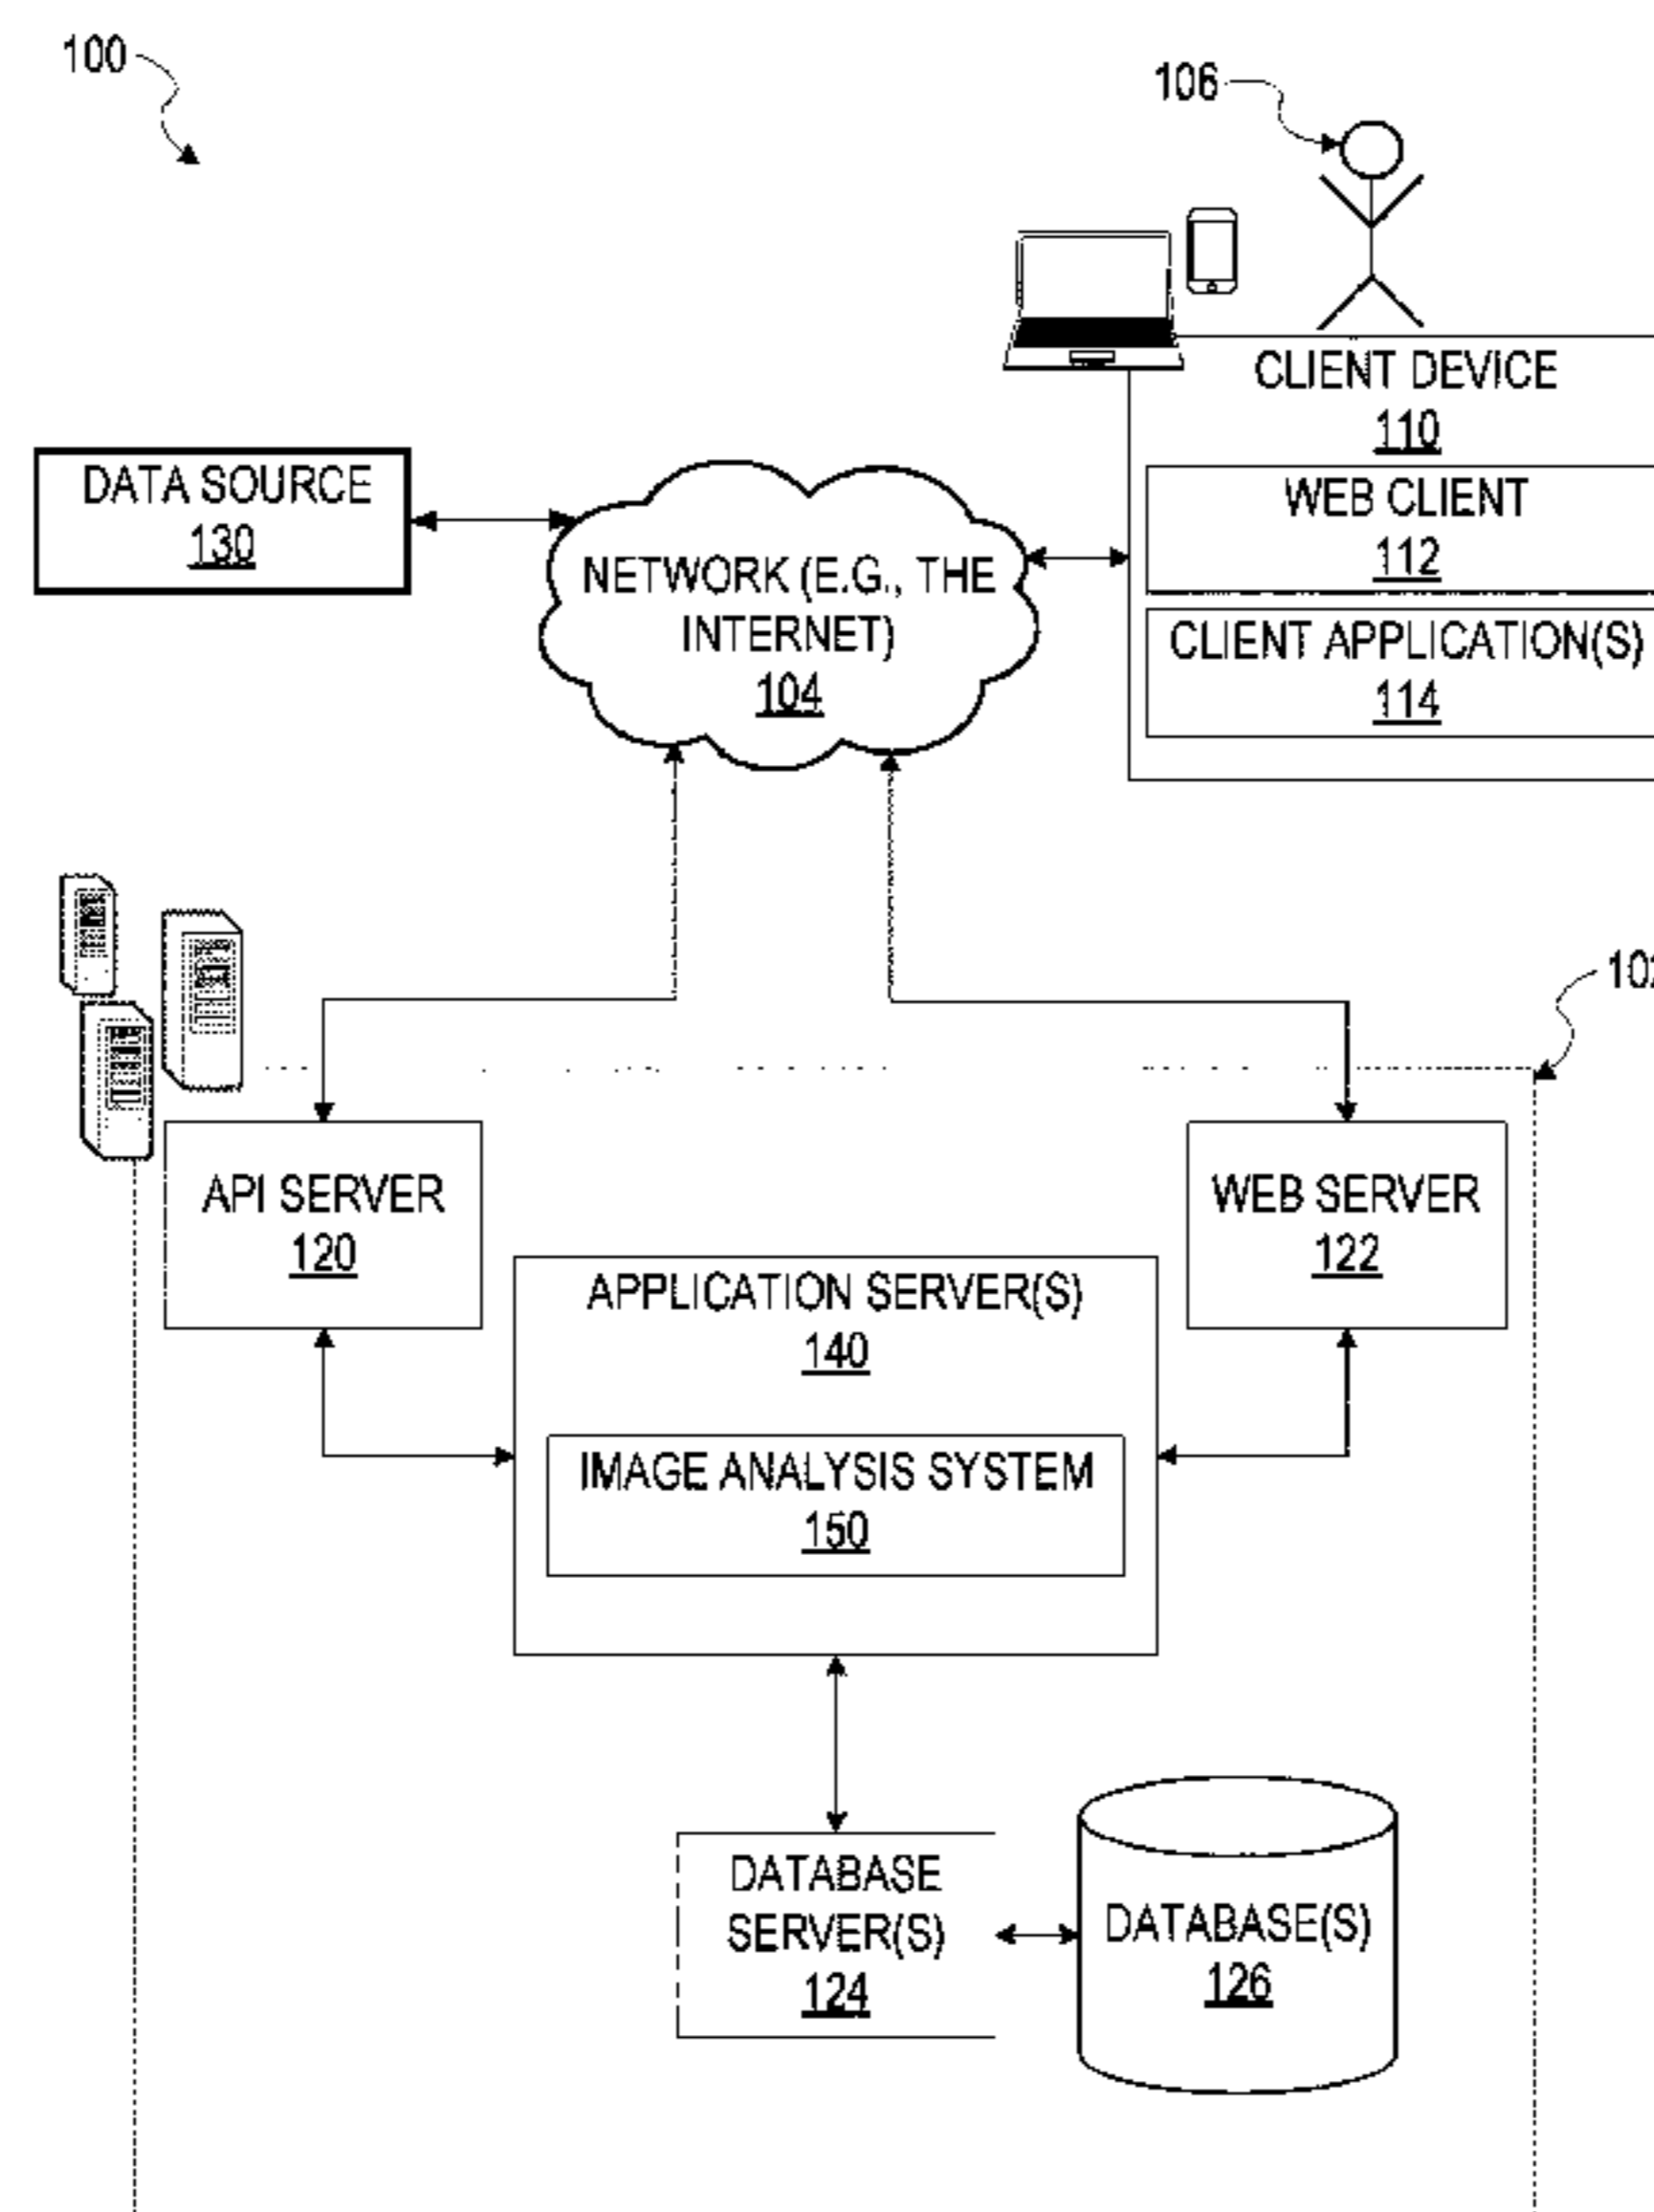 100
106
CLIENT DEVICE
110
DATA SOURCE
130
WEB CLIENT
112
NETWORK (E.G., THE
INTERNET)
104
CLIENT APPLICATION(S)
114
API SERVER
120
WEB SERVER
122
APPLICATION SERVER(S)
140
IMAGE ANALYSIS SYSTEM
150
DATABASE
SERVER(S)
124
DATABASE(S)
126